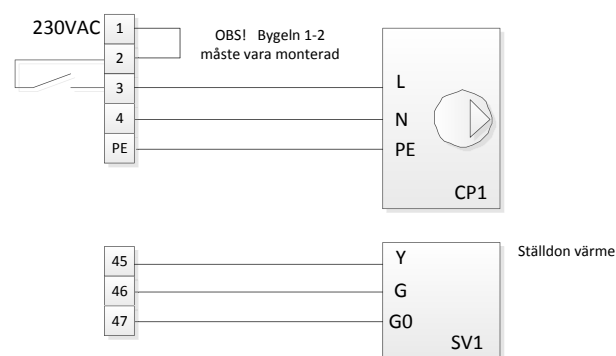 230VAC
1
2
3
4
PE
OBS! Bygeln 1-2
måste vara monterad
L
N
PE
CP1
45
46
47
Y
G
G0
SV1
Ställdon värme